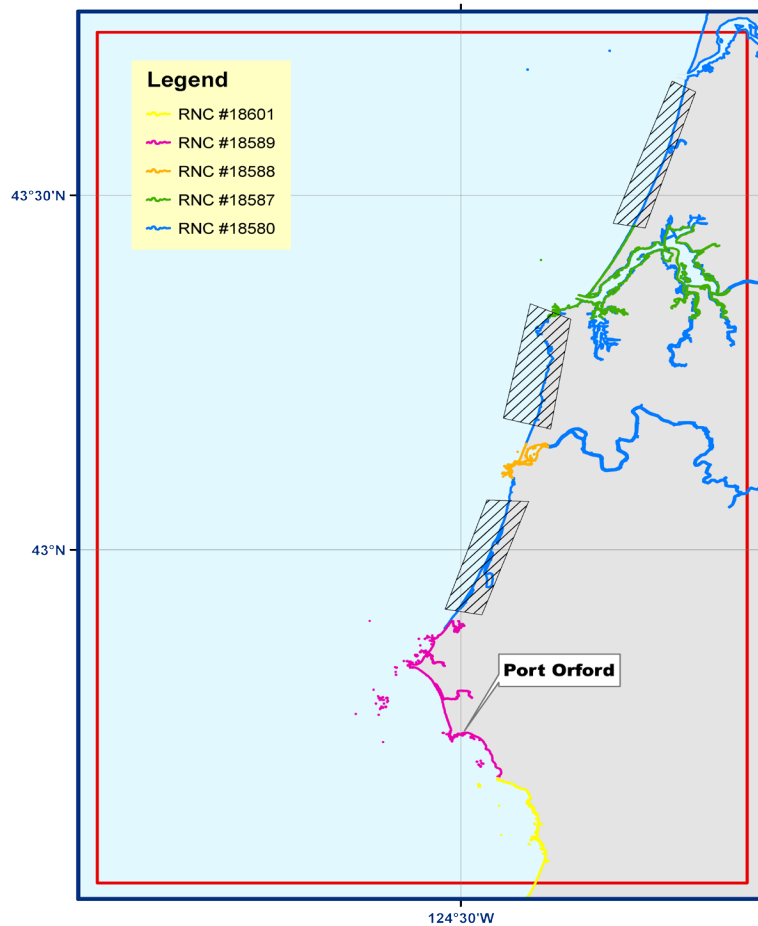 Legend
RNC #18601
RNC #18589
RNC #18588
RNC #18587
RNC #18580
43°30'N
43°N
Port Orford
124°30'W